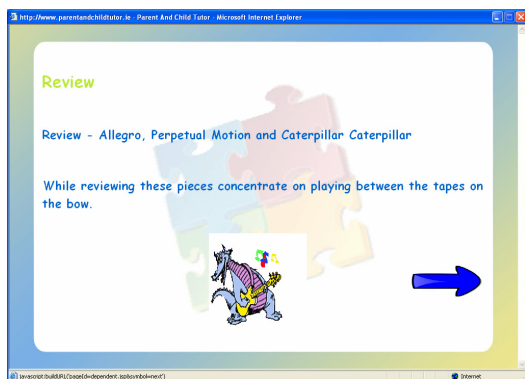 http://www.parentandchildtutor.ie - Parent And Child Tutor - Microsoft Internet Explorer
Review
Review - Allegro, Perpetual Motion and Caterpillar Caterpillar
While reviewing these pieces concentrate on playing between the tapes on
the bow.
javascript:buildURL('pageId=dependent.jsp&symbol=next')
Internet